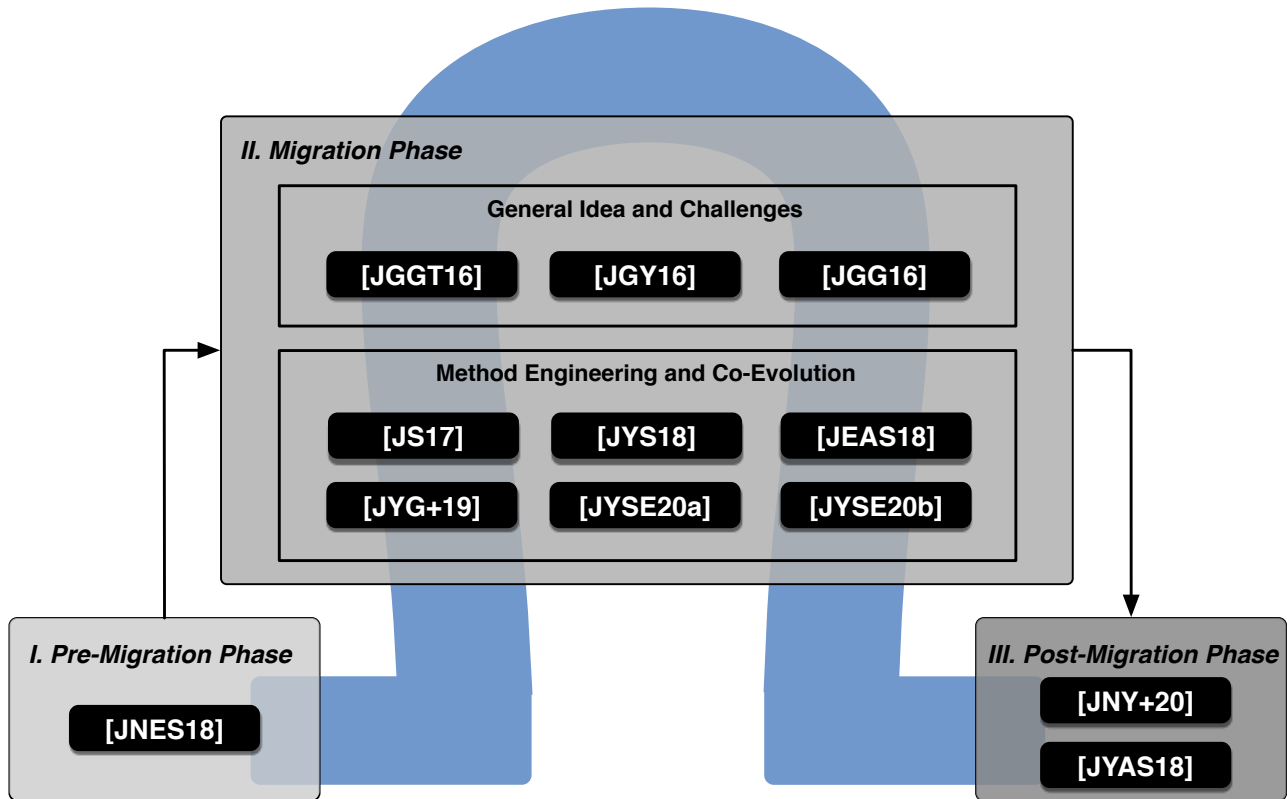 II. Migration Phase
General Idea and Challenges
[JGGT16] [JGY16] [JGG16]
Method Engineering and Co-Evolution
[JS17] [JYS18] [JEAS18]
[JYG+19] [JYSE20a] [JYSE20b]
I. Pre-Migration Phase
[JNES18]
III. Post-Migration Phase
[JNY+20]
[JYAS18]